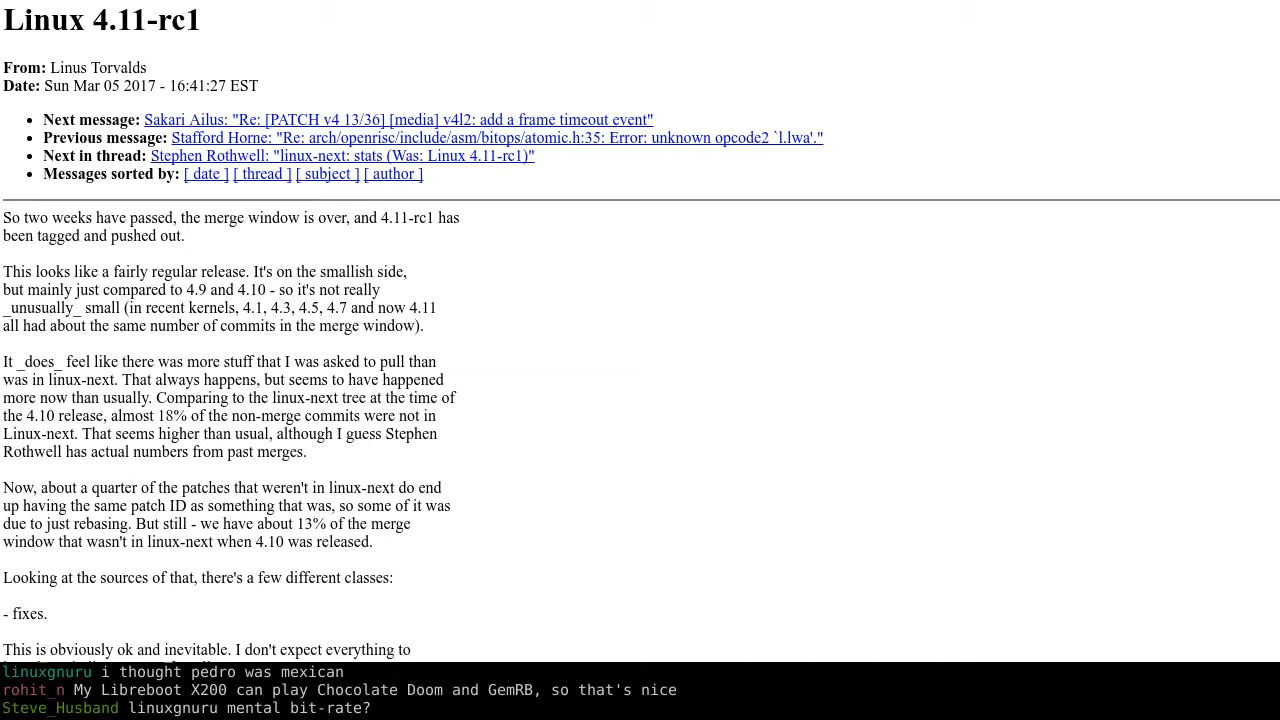 Linux 4.11-rc1
From: Linus Torvalds
Date: Sun Mar 05 2017 - 16:41:27 EST
Next message: Sakari Ailus: "Re: [PATCH v4 13/36] [media] v4l2: add a frame timeout event"
Previous message: Stafford Horne: "Re: arch/openrisc/include/asm/bitops/atomic.h:35: Error: unknown opcode2 `l.lwa'."
Next in thread: Stephen Rothwell: "linux-next: stats (Was: Linux 4.11-rc1)"
Messages sorted by: [ date ] [ thread ] [ subject ] [ author ]
So two weeks have passed, the merge window is over, and 4.11-rc1 has
been tagged and pushed out.
This looks like a fairly regular release. It's on the smallish side,
but mainly just compared to 4.9 and 4.10 - so it's not really
_unusually_ small (in recent kernels, 4.1, 4.3, 4.5, 4.7 and now 4.11
all had about the same number of commits in the merge window).
It _does_ feel like there was more stuff that I was asked to pull than
was in linux-next. That always happens, but seems to have happened
more now than usually. Comparing to the linux-next tree at the time of
the 4.10 release, almost 18% of the non-merge commits were not in
Linux-next. That seems higher than usual, although I guess Stephen
Rothwell has actual numbers from past merges.
Now, about a quarter of the patches that weren't in linux-next do end
up having the same patch ID as something that was, so some of it was
due to just rebasing. But still - we have about 13% of the merge
window that wasn't in linux-next when 4.10 was released.
Looking at the sources of that, there's a few different classes:
- fixes.
This is obviously ok and inevitable. I don't expect everything to
linuxgnuru i thought pedro was mexican
rohit_n My Libreboot X200 can play Chocolate Doom and GemRB, so that's nice
Steve_Husband linuxgnuru mental bit-rate?